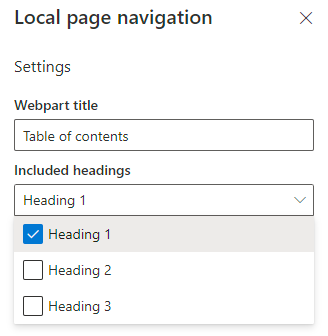 Local page navigation
Settings
Webpart title
Table of contents
Included headings
Heading 1
Heading 1
Heading 2
Heading 3